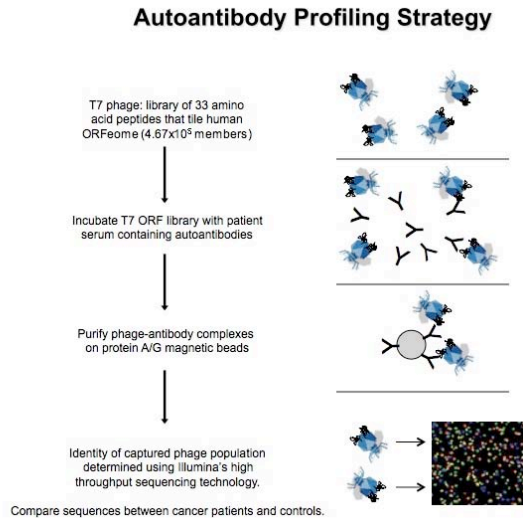 Autoantibody Profiling Strategy
T7 phage: library of 33 amino
acid peptides that tile human
ORFeome (4.67x10⁵ members)
Incubate T7 ORF library with patient
serum containing autoantibodies
Purify phage-antibody complexes
on protein A/G magnetic beads
Identity of captured phage population
determined using Illumina's high
throughput sequencing technology.
Compare sequences between cancer patients and controls.